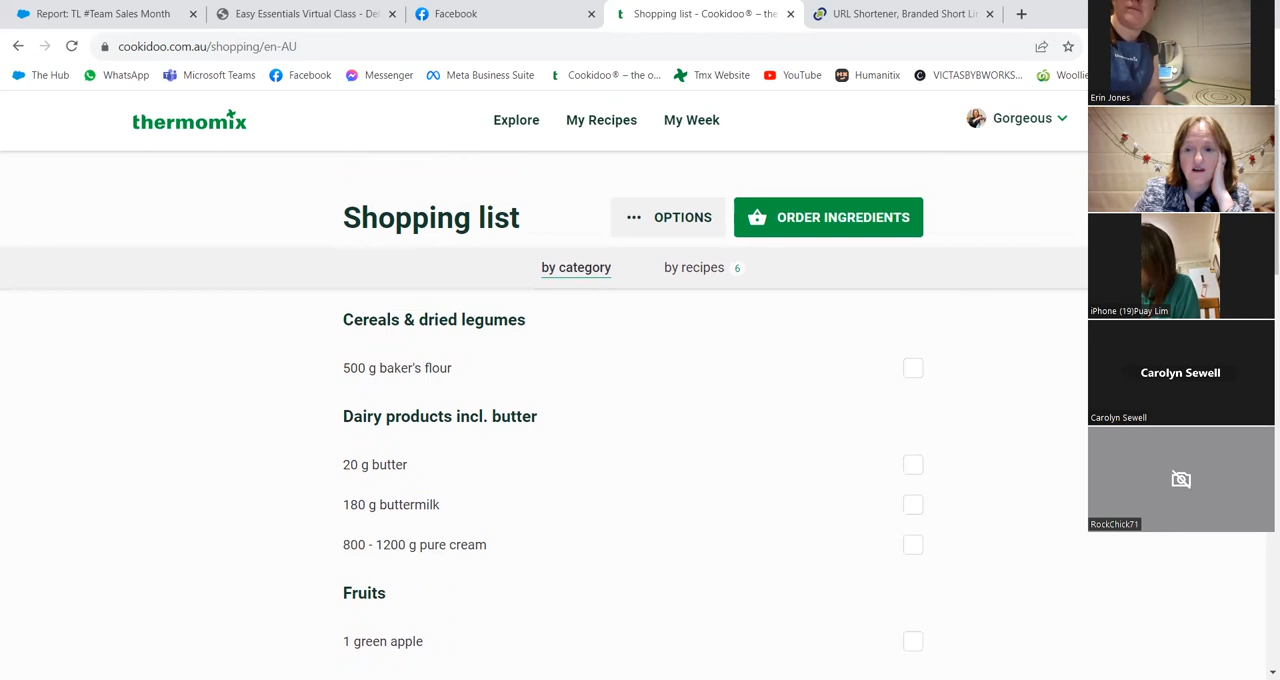 Report: TL #Team Sales Month
Easy Essentials Virtual Class - Del
Facebook
Shopping list - Cookidoo® – the
URL Shortener, Branded Short Li
cookidoo.com.au/shopping/en-AU
The Hub
WhatsApp
Microsoft Teams
Facebook
Messenger
Meta Business Suite
Cookidoo® – the o...
Tmx Website
YouTube
Humanitix
VICTASBYBWORKS...
Woolli
thermomix
Explore
My Recipes
My Week
Gorgeous
Shopping list
OPTIONS
ORDER INGREDIENTS
by category
by recipes 6
Cereals & dried legumes
500 g baker's flour
Dairy products incl. butter
20 g butter
180 g buttermilk
800 - 1200 g pure cream
Fruits
1 green apple
Erin Jones
iPhone (19)Puay Lim
Carolyn Sewell
Carolyn Sewell
RockChick71